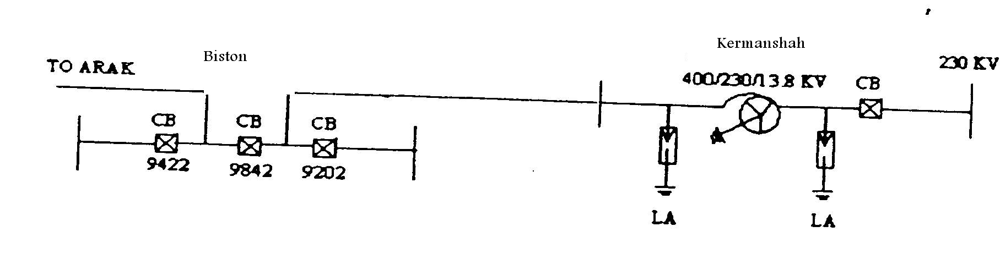 Biston
Kermanshah
TO ARAK
230 KV
400/230/13.8 KV
CB
CB
CB
CB
9422
9842
9202
LA
LA